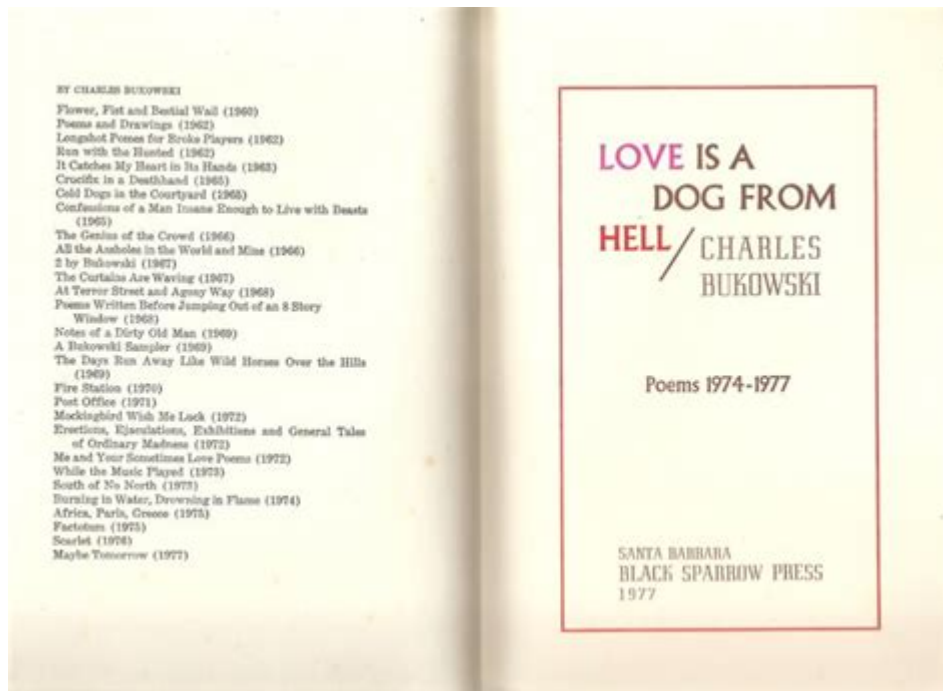 BY CHARLES BUKOWSKI
Flower, Fist and Bestial Wail (1960)
Poems and Drawings (1962)
Longshot Pomes for Broke Players (1962)
Run with the Hunted (1962)
It Catches My Heart in Its Hands (1963)
Crucifix in a Deathhand (1965)
Cold Dogs in the Courtyard (1965)
Confessions of a Man Insane Enough to Live with Beasts
(1965)
The Genius of the Crowd (1966)
All the Assholes in the World and Mine (1966)
2 by Bukowski (1967)
The Curtains Are Waving (1967)
At Terror Street and Agony Way (1968)
Poems Written Before Jumping Out of an 8 Story
Window (1968)
Notes of a Dirty Old Man (1969)
A Bukowski Sampler (1969)
The Days Run Away Like Wild Horses Over the Hills
(1969)
Fire Station (1970)
Post Office (1971)
Mockingbird Wish Me Luck (1972)
Erections, Ejaculations, Exhibitions and General Tales
of Ordinary Madness (1972)
Me and Your Sometimes Love Poems (1972)
While the Music Played (1973)
South of No North (1973)
Burning in Water, Drowning in Flame (1974)
Africa, Paris, Greece (1975)
Factotum (1975)
Scarlet (1976)
Maybe Tomorrow (1977)
LOVE IS A
DOG FROM
HELL / CHARLES
BUKOWSKI
Poems 1974-1977
SANTA BARBARA
BLACK SPARROW PRESS
1977